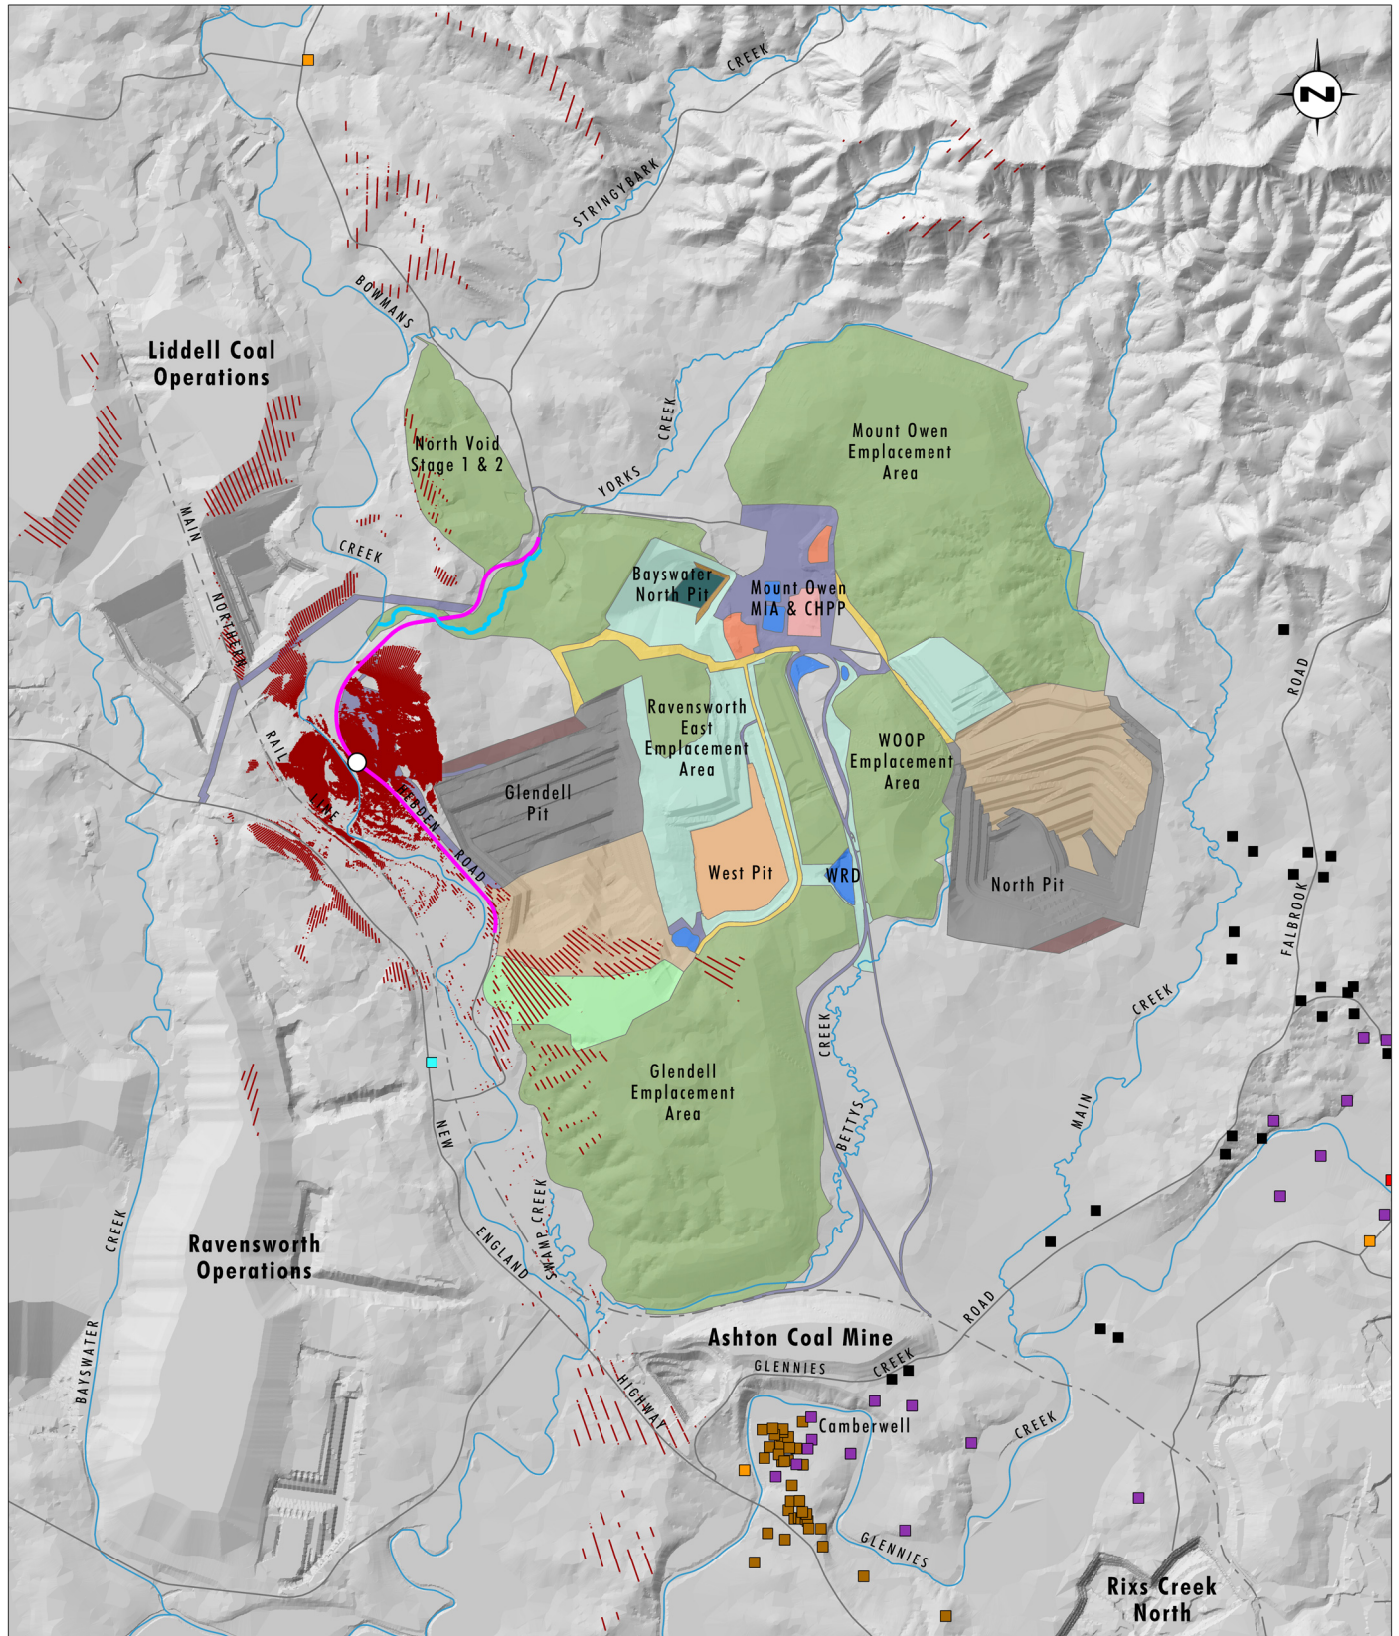 N
CREEK
STRINGYBARK
BOWMANS
Liddell Coal
Operations
North Void
Stage 1 & 2
CREEK
YORKS
Mount Owen
Emplacement
Area
MAIN
NORTHERN
RAIL
LINE
CREEK
Bayswater
North Pit
Mount Owen
MIA & CHPP
ROAD
FALBROOK
Ravensworth
East
Emplacement
Area
WOOP
Emplacement
Area
Glendell
Pit
HEBDEN
ROAD
West Pit
WRD
North Pit
CREEK
MAIN
CREEK
BETTYS
Glendell
Emplacement
Area
NEW
ENGLAND
HIGHWAY
SWAMP CREEK
CREEK
BAYSWATER
Ravensworth
Operations
ROAD
Ashton Coal Mine
GLENNIES
CREEK
Camberwell
CREEK
GLENNIES
Rixs Creek
North